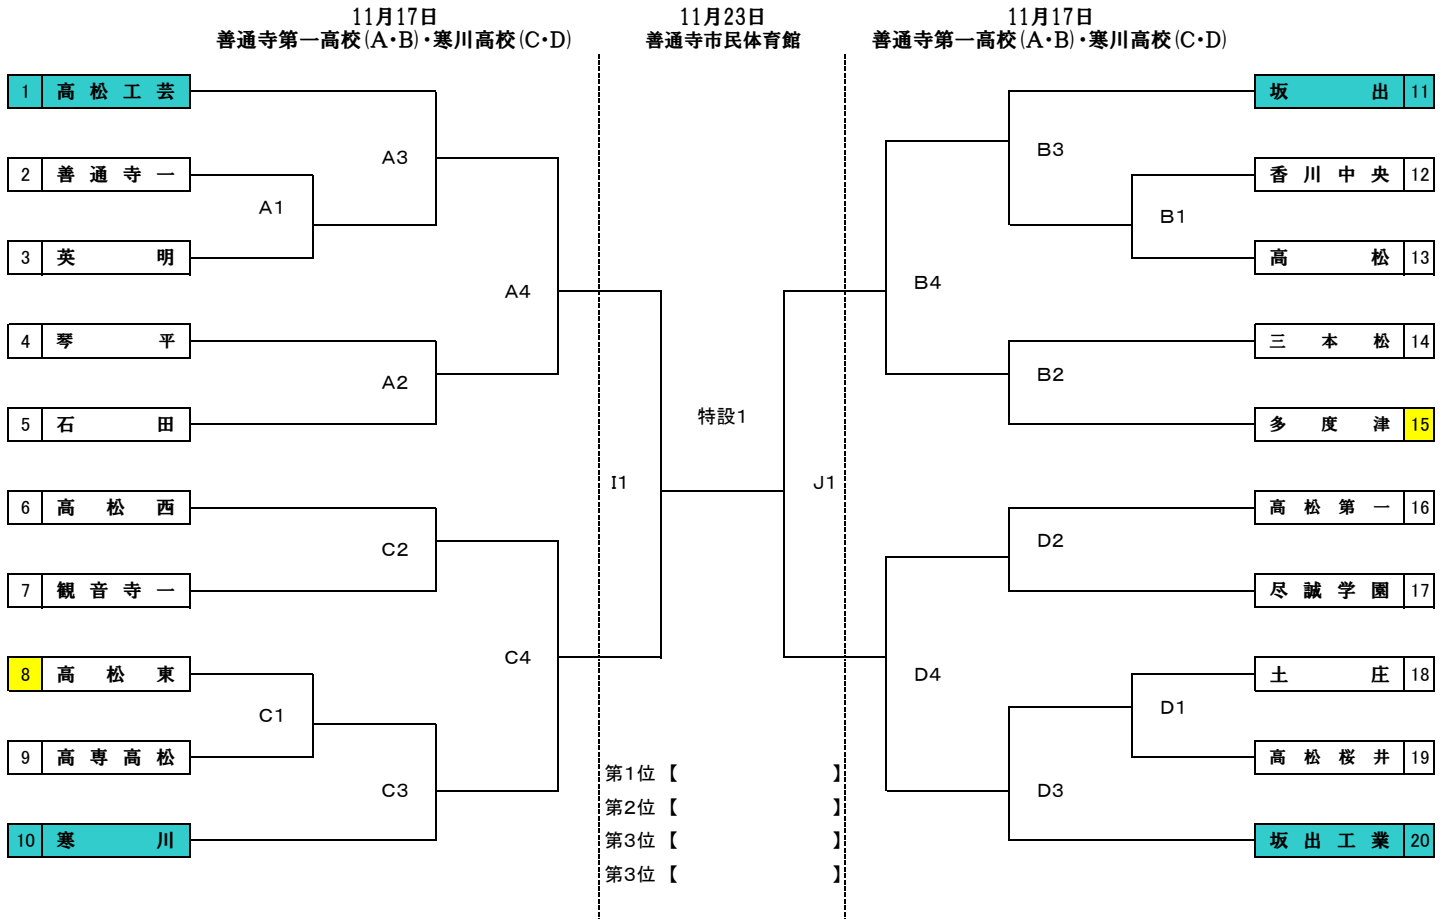 11月17日
善通寺第一高校(A・B)・寒川高校(C・D)
11月23日
善通寺市民体育館
11月17日
善通寺第一高校(A・B)・寒川高校(C・D)
1 高松工芸
2 善通寺一
3 英明
4 琴平
5 石田
6 高松西
7 観音寺一
8 高松東
9 高専高松
10 寒川
A3
A1
A4
A2
C2
C4
C1
C3
I1
特設1
J1
B3
B1
B4
B2
D2
D4
D1
D3
坂出 11
香川中央 12
高松 13
三本松 14
多度津 15
高松第一 16
尽誠学園 17
土庄 18
高松桜井 19
坂出工業 20
第1位【 】
第2位【 】
第3位【 】
第3位【 】